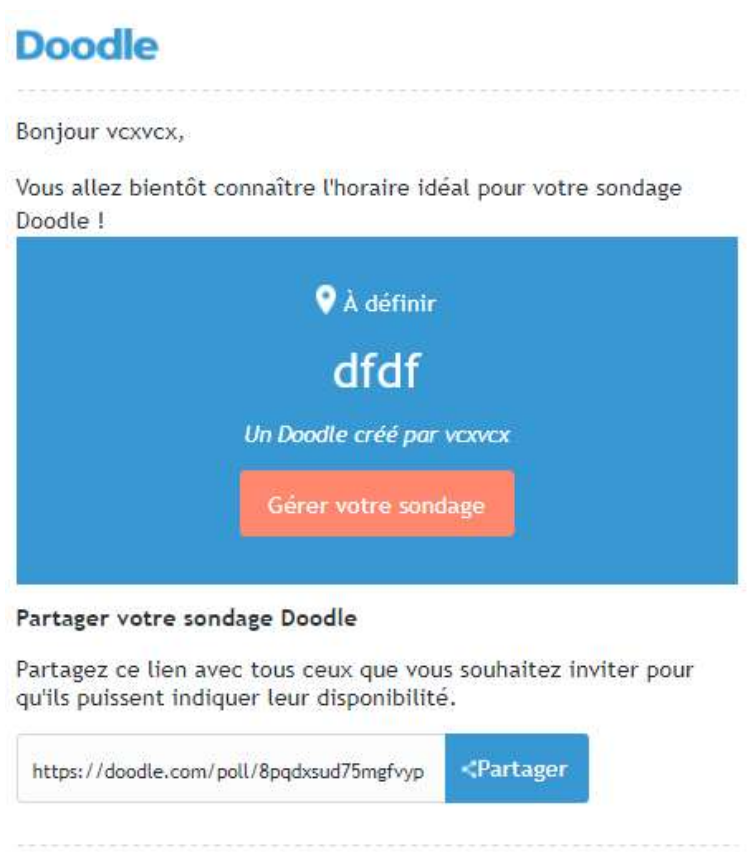 Doodle
Bonjour vcxvcx,
Vous allez bientôt connaître l'horaire idéal pour votre sondage
Doodle !
À définir
dfdf
Un Doodle créé par vcxvcx
Gérer votre sondage
Partager votre sondage Doodle
Partagez ce lien avec tous ceux que vous souhaitez inviter pour
qu'ils puissent indiquer leur disponibilité.
https://doodle.com/poll/8pqdxsud75mgfvyp
Partager